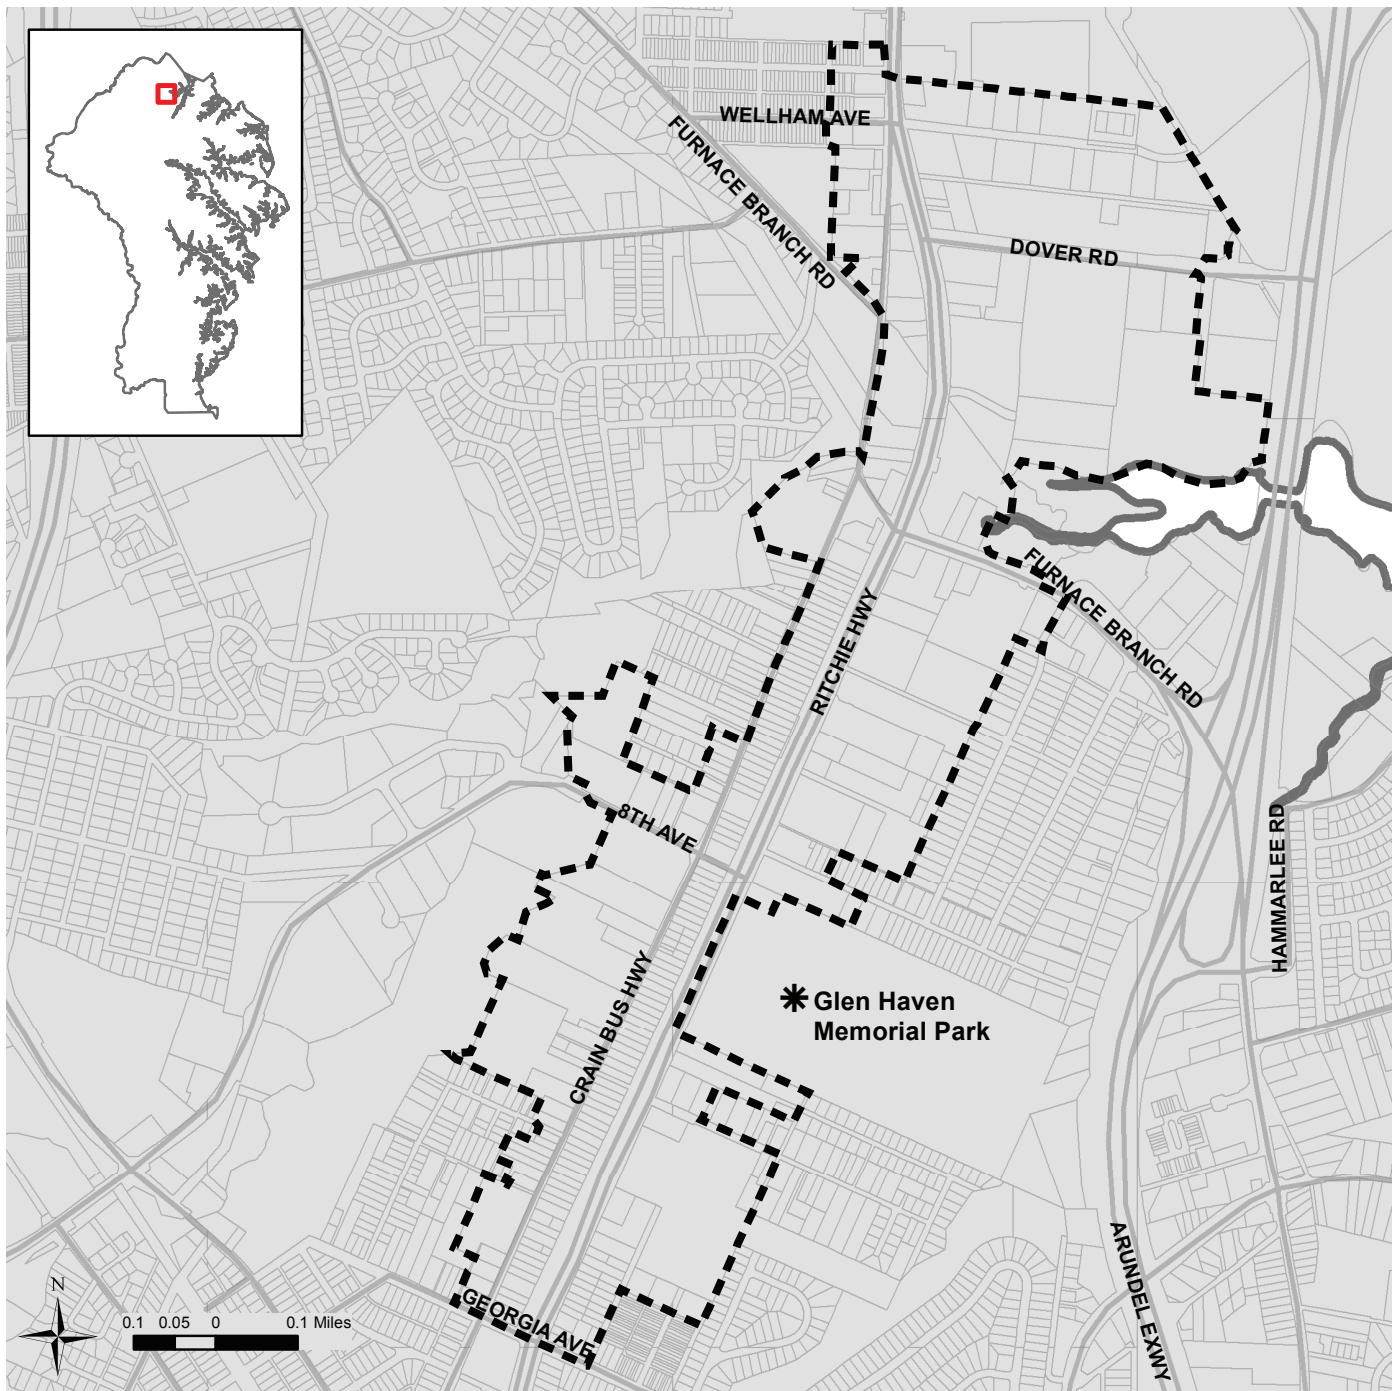 WELLHAM AVE
FURNACE BRANCH RD
DOVER RD
FURNACE BRANCH RD
RITCHIE HWY
8TH AVE
HAMMARLEE RD
CRAIN BUS HWY
Glen Haven
Memorial Park
ARUNDEL EXWY
N
GEORGIA AVE
0.1 0.05 0 0.1 Miles